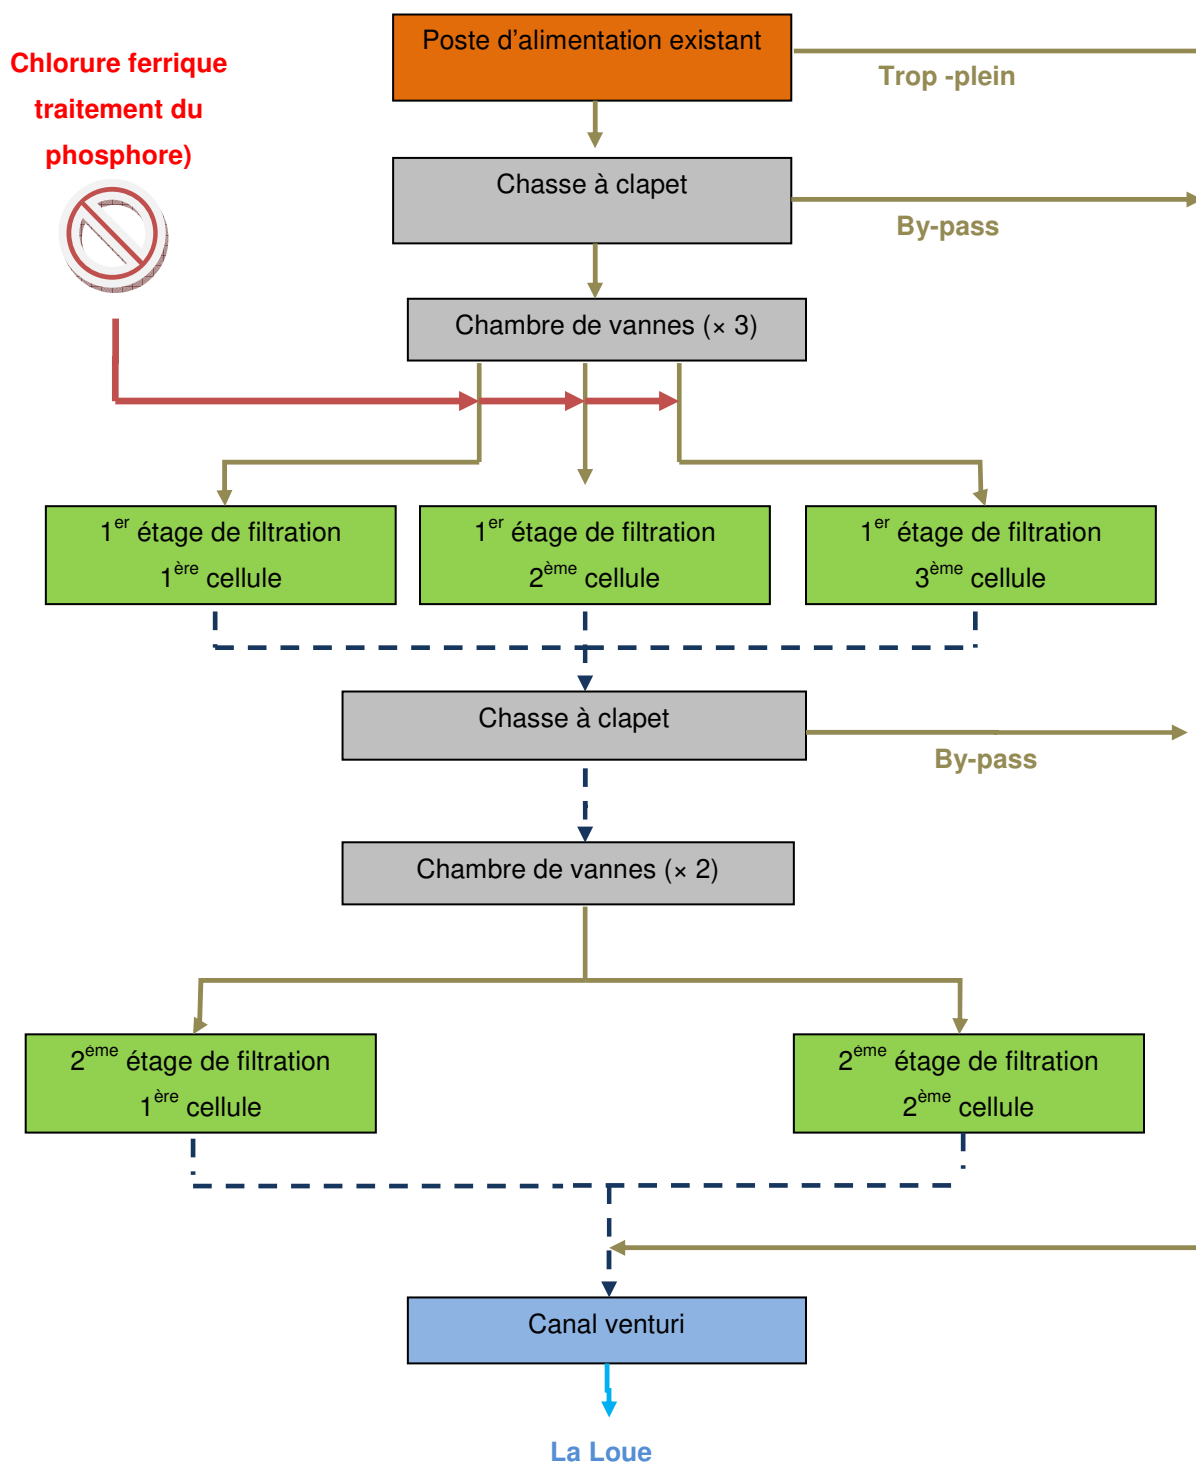 Poste d'alimentation existant
Chlorure ferrique
traitement du
phosphore)
Trop -plein
Chasse à clapet
By-pass
Chambre de vannes (× 3)
1er étage de filtration
1ère cellule
1er étage de filtration
2ème cellule
1er étage de filtration
3ème cellule
Chasse à clapet
By-pass
Chambre de vannes (× 2)
2ème étage de filtration
1ère cellule
2ème étage de filtration
2ème cellule
Canal venturi
La Loue